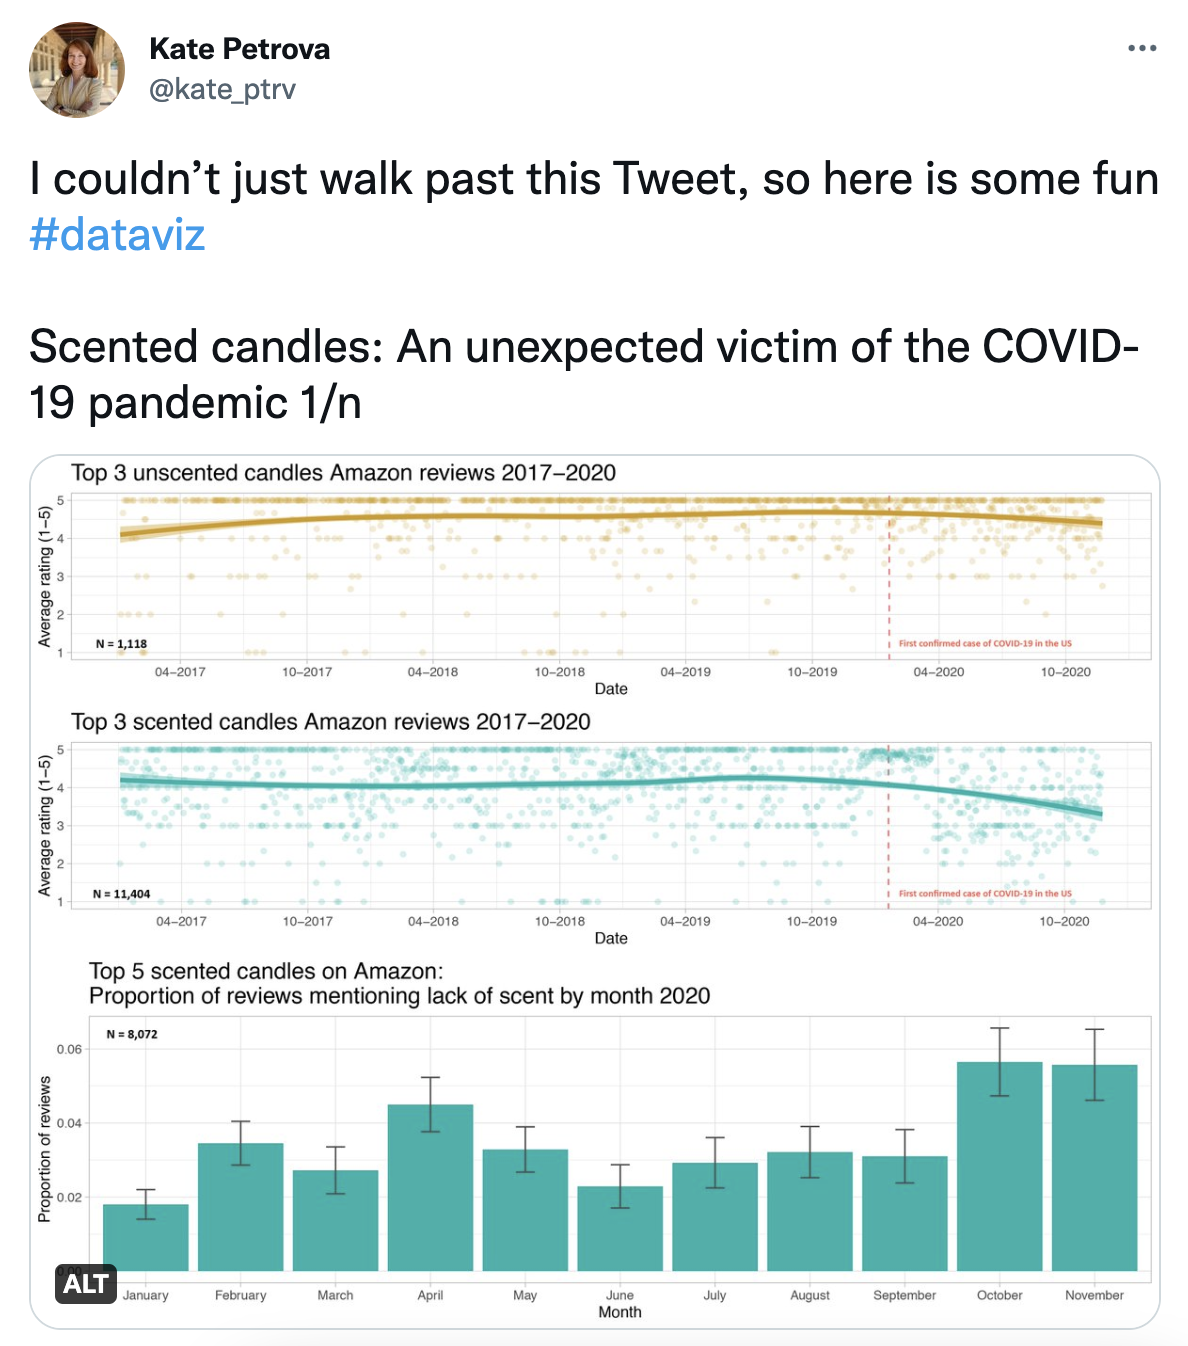 Kate Petrova
@kate_ptrv
I couldn’t just walk past this Tweet, so here is some fun
#dataviz
Scented candles: An unexpected victim of the COVID-
19 pandemic 1/n
Top 3 unscented candles Amazon reviews 2017–2020
Average rating (1–5)
5
4
3
2
1
N = 1,118
First confirmed case of COVID-19 in the US
04–2017 10–2017 04–2018 10–2018 04–2019 10–2019 04–2020 10–2020
Date
Top 3 scented candles Amazon reviews 2017–2020
Average rating (1–5)
5
4
3
2
1
N = 11,404
First confirmed case of COVID-19 in the US
04–2017 10–2017 04–2018 10–2018 04–2019 10–2019 04–2020 10–2020
Date
Top 5 scented candles on Amazon:
Proportion of reviews mentioning lack of scent by month 2020
N = 8,072
Proportion of reviews
0.06
0.04
0.02
0.00
ALT
January February March April May June July August September October November
Month